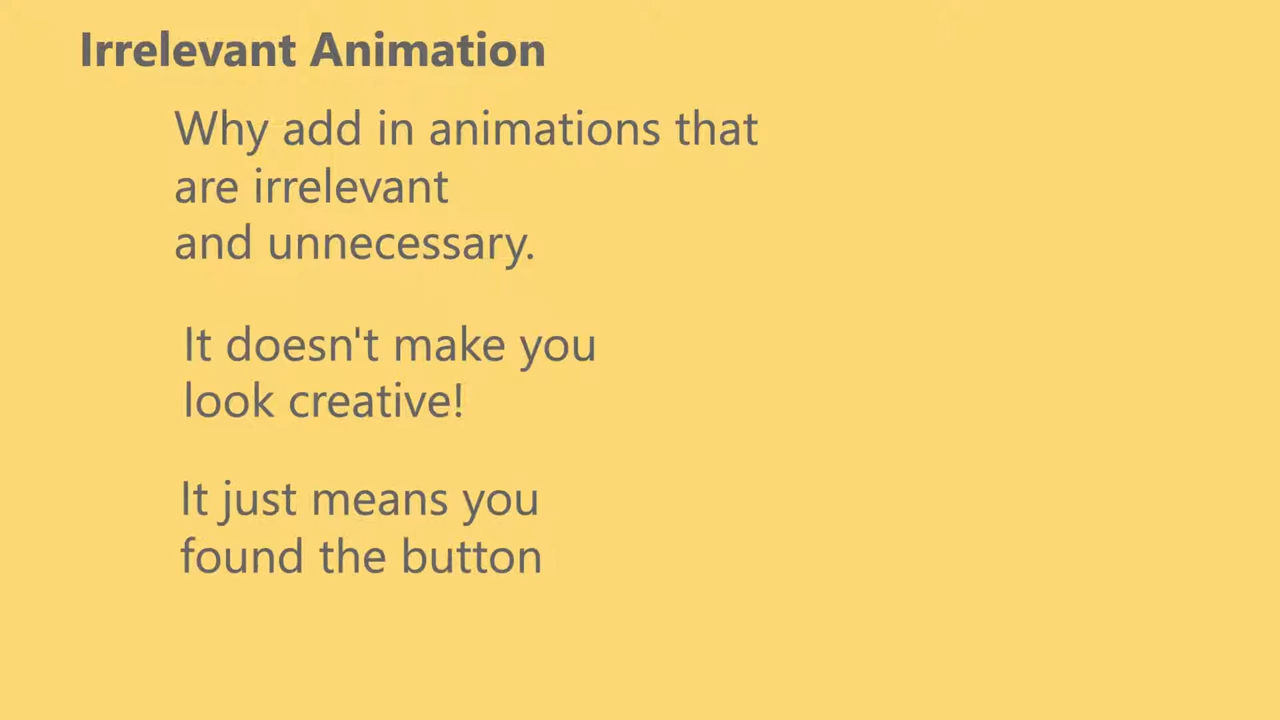 Irrelevant Animation
Why add in animations that
are irrelevant
and unnecessary.
It doesn't make you
look creative!
It just means you
found the button